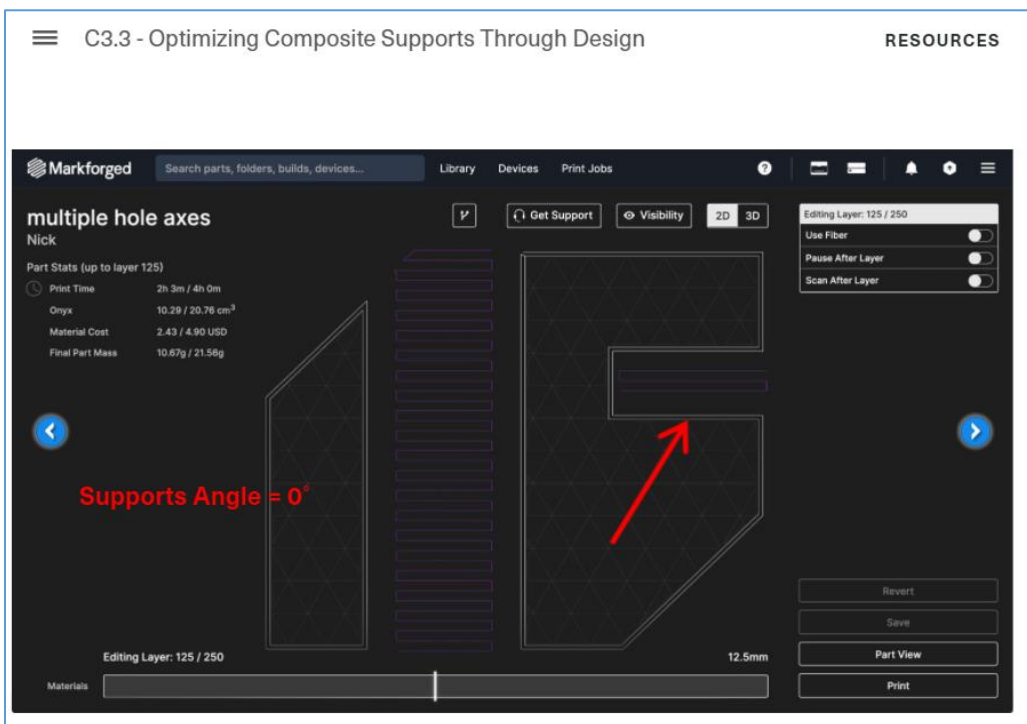 C3.3 - Optimizing Composite Supports Through Design
RESOURCES
Markforged
Search parts, folders, builds, devices...
Library
Devices
Print Jobs
?
multiple hole axes
Nick
Get Support
Visibility
2D
3D
Part Stats (up to layer 125)
Print Time 2h 3m / 4h 0m
Onyx 10.29 / 20.76 cm³
Material Cost 2.43 / 4.90 USD
Final Part Mass 10.67g / 21.56g
Editing Layer: 125 / 250
Use Fiber
Pause After Layer
Scan After Layer
Supports Angle = 0°
Revert
Save
Part View
Print
Editing Layer: 125 / 250
12.5mm
Materials